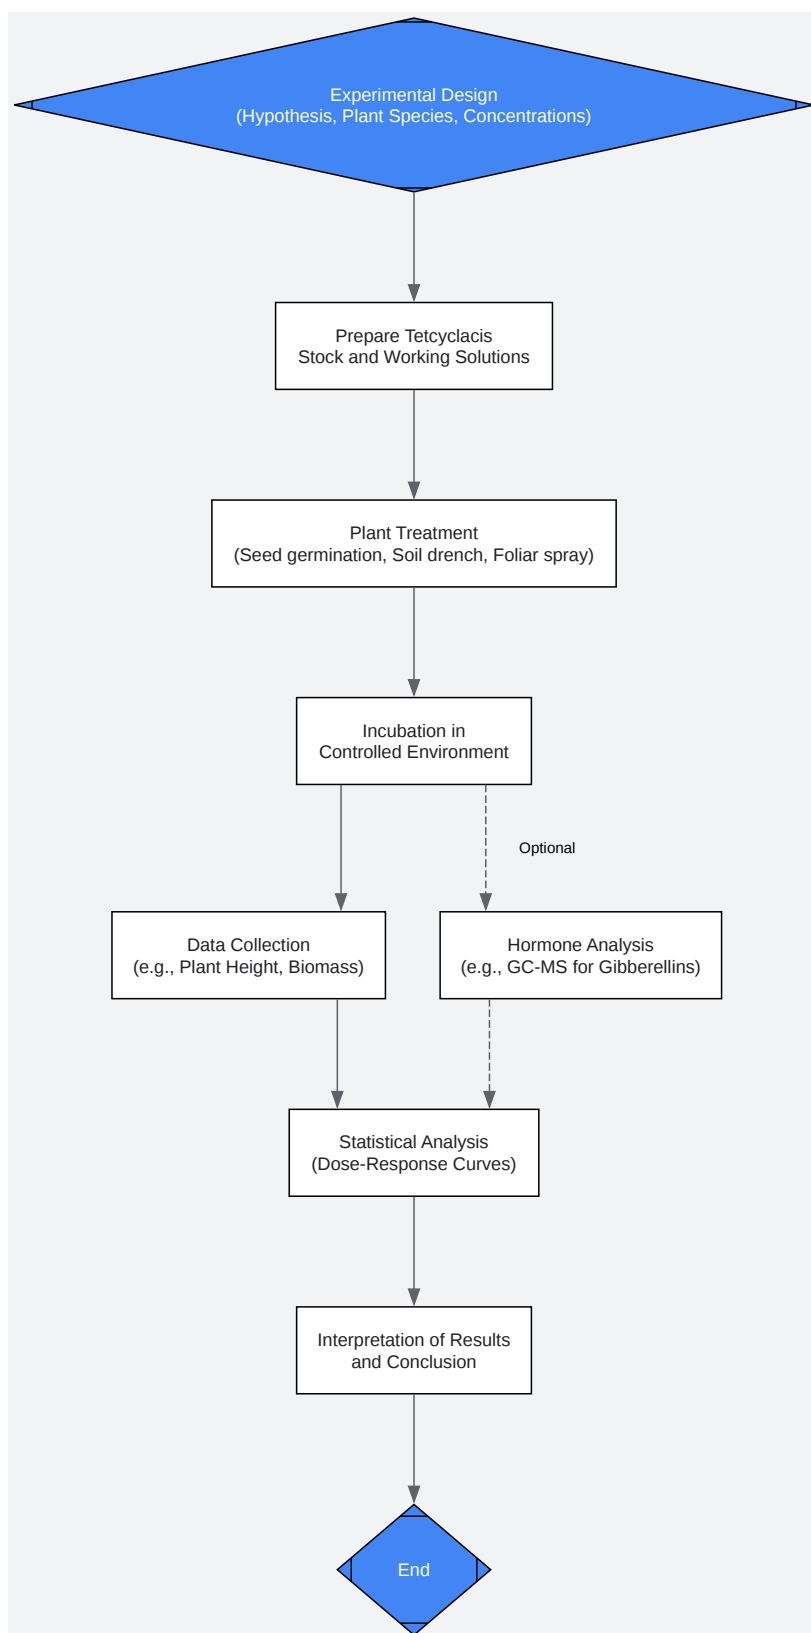 Experimental Design
(Hypothesis, Plant Species, Concentrations)
Prepare Tetcyclacis
Stock and Working Solutions
Plant Treatment
(Seed germination, Soil drench, Foliar spray)
Incubation in
Controlled Environment
Optional
Data Collection
(e.g., Plant Height, Biomass)
Hormone Analysis
(e.g., GC-MS for Gibberellins)
Statistical Analysis
(Dose-Response Curves)
Interpretation of Results
and Conclusion
End